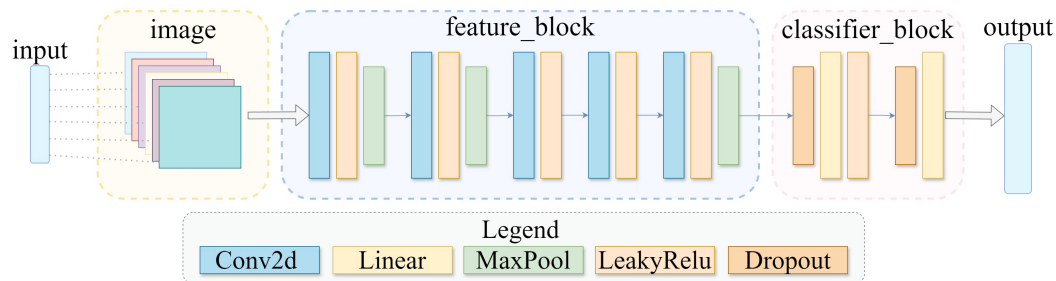 input
image
feature_block
classifier_block
output
Legend
Conv2d
Linear
MaxPool
LeakyRelu
Dropout